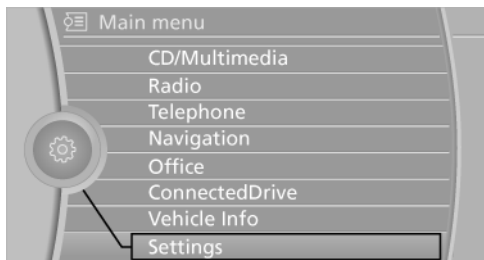 Main menu
CD/Multimedia
Radio
Telephone
Navigation
Office
ConnectedDrive
Vehicle Info
Settings